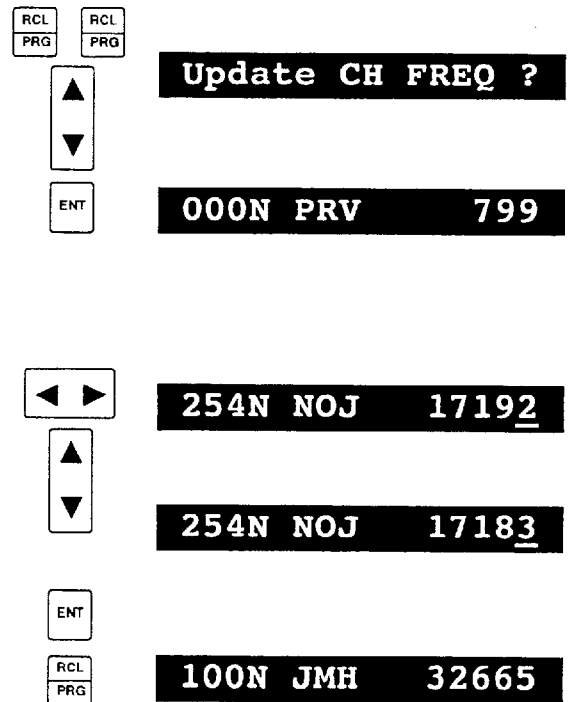 RCL RCL
PRG PRG
Update CH FREQ ?
▲
▼
ENT
000N PRV 799
◀ ▶
254N NOJ 17192
▲
▼
254N NOJ 17183
ENT
RCL
PRG
100N JMH 32665